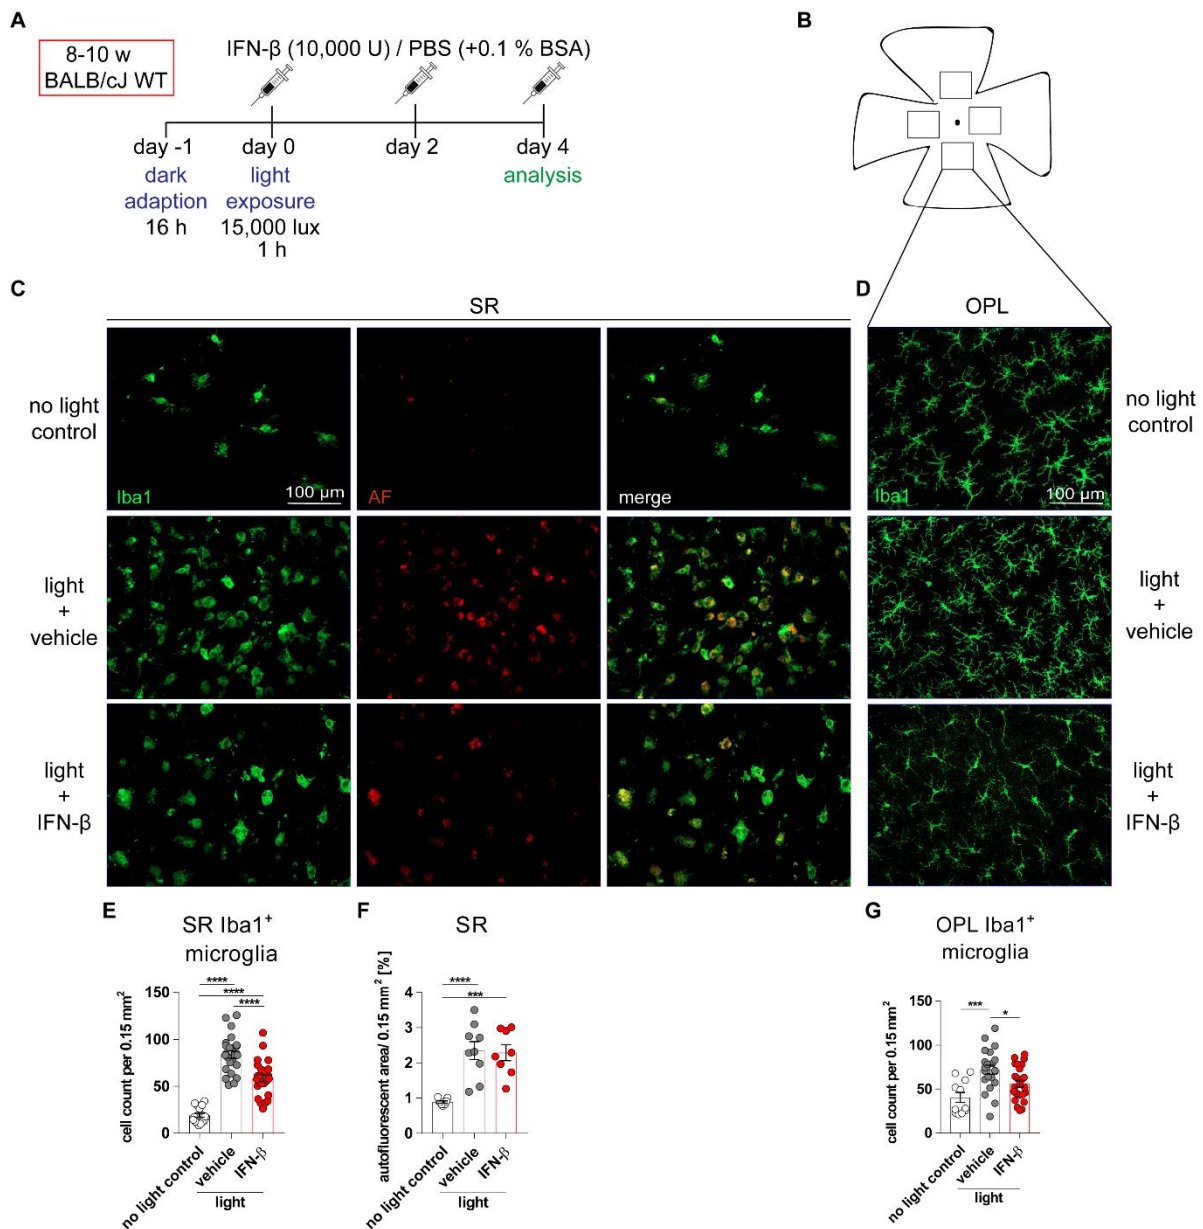 A
8-10 w
BALB/cJ WT
IFN-β (10,000 U) / PBS (+0.1 % BSA)
day -1
day 0
day 2
day 4
dark
adaption
16 h
light
exposure
15,000 lux
1 h
analysis
B
C
SR
D
OPL
no light
control
Iba1
100 µm
AF
merge
Iba1
100 µm
no light
control
light
+
vehicle
light
+
vehicle
light
+
IFN-β
light
+
IFN-β
E
SR Iba1+
microglia
cell count per 0.15 mm²
150
100
50
0
****
****
****
no light control
vehicle
IFN-β
light
F
SR
autofluorescent area/ 0.15 mm² [%]
4
3
2
1
0
****
***
no light control
vehicle
IFN-β
light
G
OPL Iba1+
microglia
cell count per 0.15 mm²
150
100
50
0
***
*
no light control
vehicle
IFN-β
light